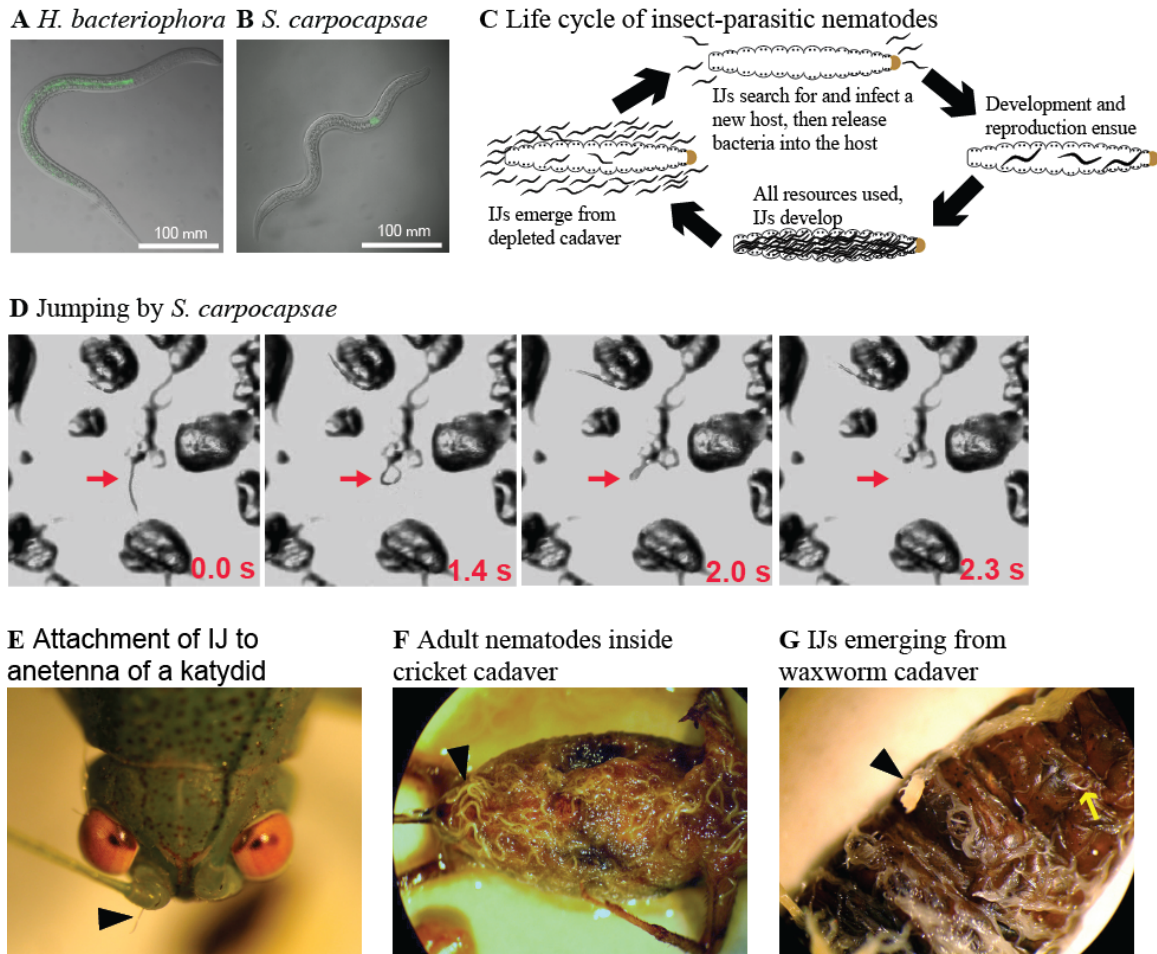 A H. bacteriophora
B S. carpocapsae
C Life cycle of insect-parasitic nematodes
100 mm
100 mm
IJs search for and infect a
new host, then release
bacteria into the host
Development and
reproduction ensue
All resources used,
IJs develop
IJs emerge from
depleted cadaver
D Jumping by S. carpocapsae
0.0 s
1.4 s
2.0 s
2.3 s
E Attachment of IJ to
anetenna of a katydid
F Adult nematodes inside
cricket cadaver
G IJs emerging from
waxworm cadaver